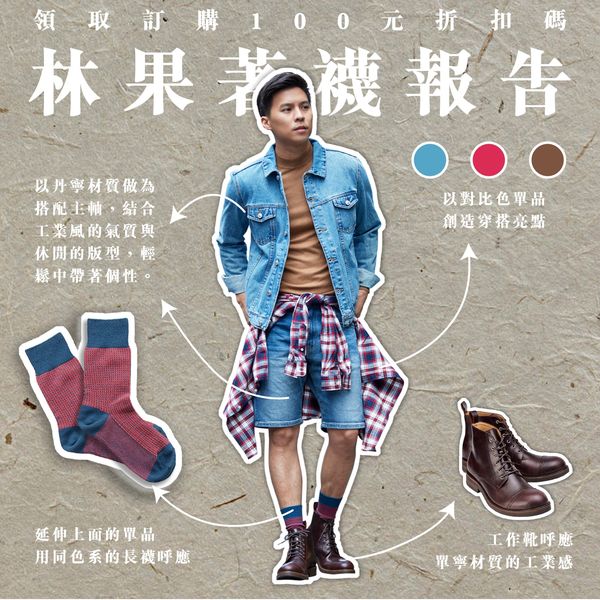 領取訂購100元折扣碼
林果著襪報告
以丹寧材質做為
搭配主軸，結合
工業風的氣質與
休閒的版型，輕
鬆中帶著個性。
以對比色單品
創造穿搭亮點
延伸上面的單品
用同色系的長襪呼應
工作靴呼應
單寧材質的工業感